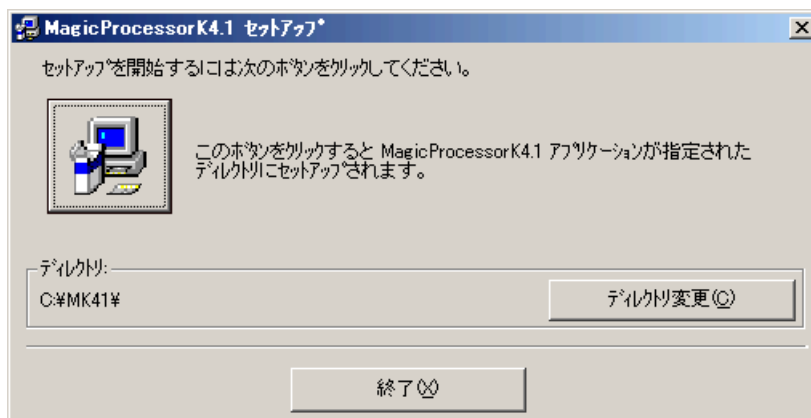 MagicProcessorK4.1 ｾｯﾄｱｯﾌﾟ
ｾｯﾄｱｯﾌﾟを開始するには次のﾎﾞﾀﾝをｸﾘｯｸしてください。
このﾎﾞﾀﾝをｸﾘｯｸすると MagicProcessorK4.1 ｱﾌﾟﾘｹｰｼｮﾝが指定された
ﾃﾞｨﾚｸﾄﾘにｾｯﾄｱｯﾌﾟされます。
ﾃﾞｨﾚｸﾄﾘ:
C:¥MK41¥
ﾃﾞｨﾚｸﾄﾘ変更(C)
終了(X)